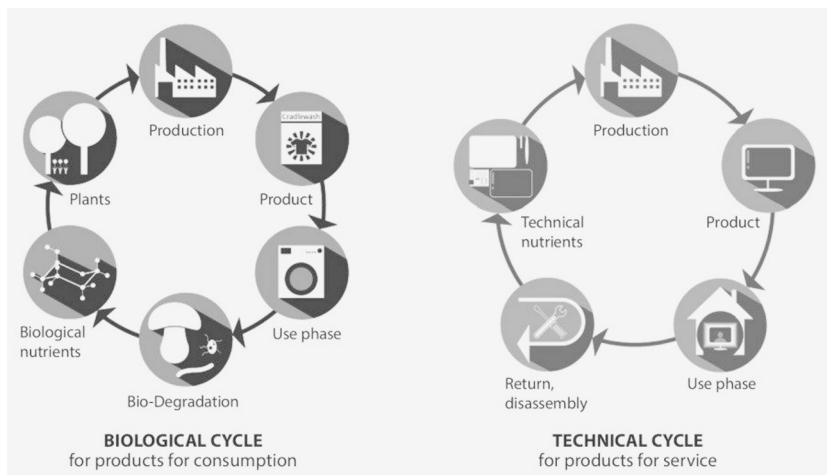 Production
Cradlewash
Product
Plants
Use phase
Biological
nutrients
Bio-Degradation
BIOLOGICAL CYCLE
for products for consumption
Production
Product
Technical
nutrients
Use phase
Return,
disassembly
TECHNICAL CYCLE
for products for service